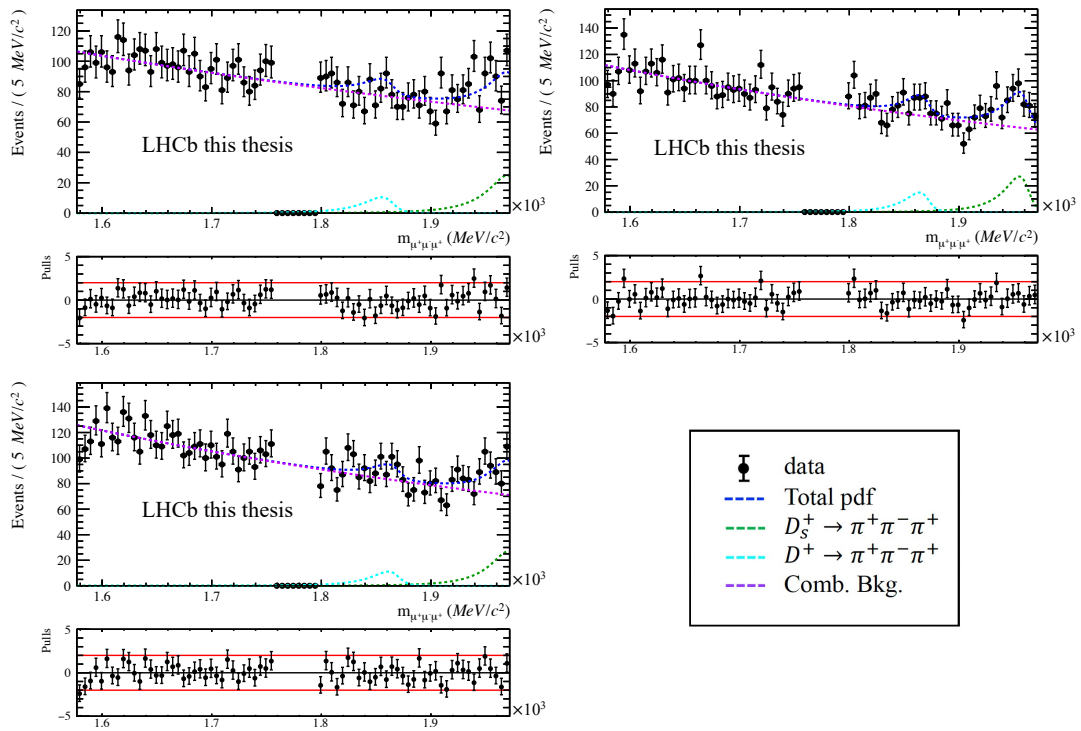 Events / ( 5 MeV/c² )
120
100
80
60
40
20
0
LHCb this thesis
1.6 1.7 1.8 1.9
×10³
m_μ⁺μ⁻μ⁺ (MeV/c²)
Pulls
5
0
−5
1.6 1.7 1.8 1.9
×10³
Events / ( 5 MeV/c² )
140
120
100
80
60
40
20
0
LHCb this thesis
1.6 1.7 1.8 1.9
×10³
m_μ⁺μ⁻μ⁺ (MeV/c²)
Pulls
5
0
−5
1.6 1.7 1.8 1.9
×10³
Events / ( 5 MeV/c² )
140
120
100
80
60
40
20
0
LHCb this thesis
1.6 1.7 1.8 1.9
×10³
m_μ⁺μ⁻μ⁺ (MeV/c²)
Pulls
5
0
−5
1.6 1.7 1.8 1.9
×10³
data
Total pdf
D_s⁺ → π⁺π⁻π⁺
D⁺ → π⁺π⁻π⁺
Comb. Bkg.